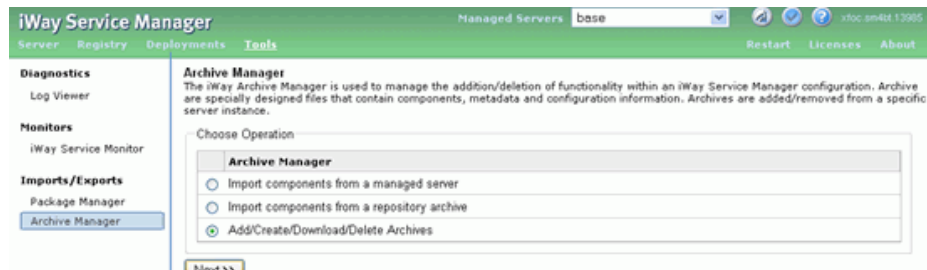 iWay Service Manager
Managed Servers base
Server Registry Deployments Tools
Restart Licenses About
Diagnostics
Log Viewer
Monitors
iWay Service Monitor
Imports/Exports
Package Manager
Archive Manager
Archive Manager
The iWay Archive Manager is used to manage the addition/deletion of functionality within an iWay Service Manager configuration. Archive
are specially designed files that contain components, metadata and configuration information. Archives are added/removed from a specific
server instance.
Choose Operation
Archive Manager
Import components from a managed server
Import components from a repository archive
Add/Create/Download/Delete Archives
Next >>